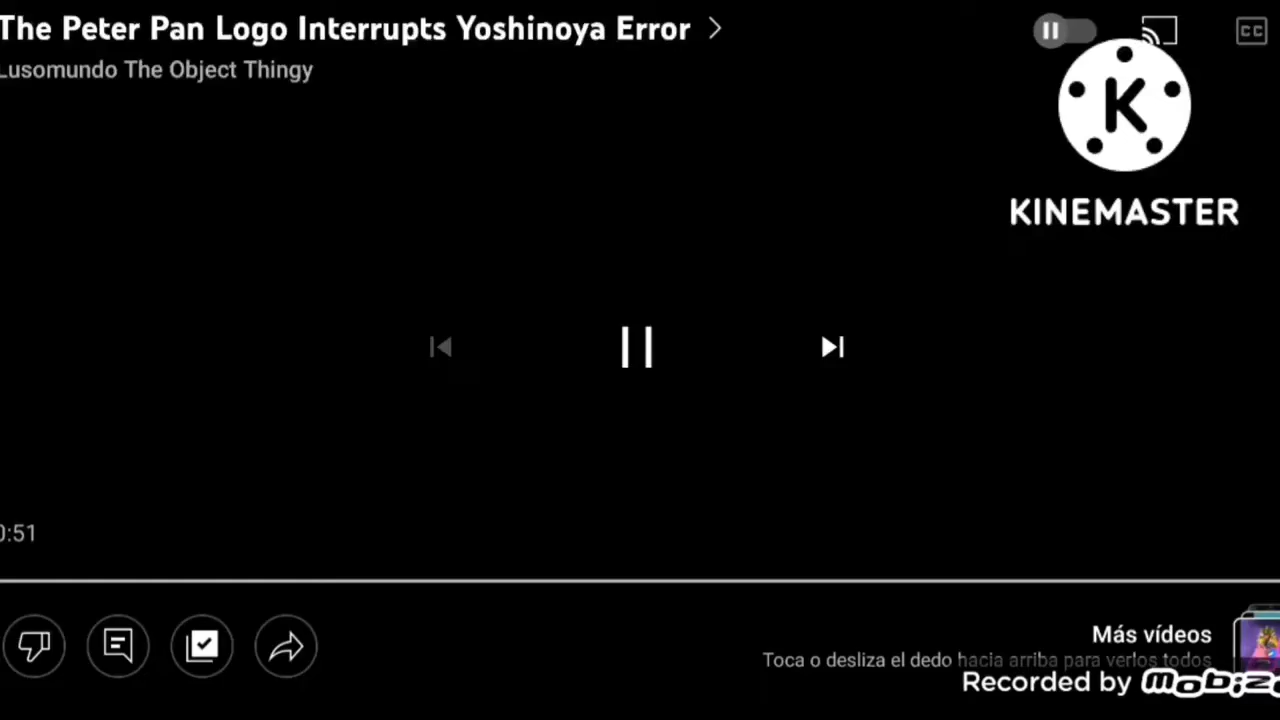 The Peter Pan Logo Interrupts Yoshinoya Error
Lusomundo The Object Thingy
CC
K
KINEMASTER
0:51
Más vídeos
Toca o desliza el dedo hacia arriba para verlos todos
Recorded by